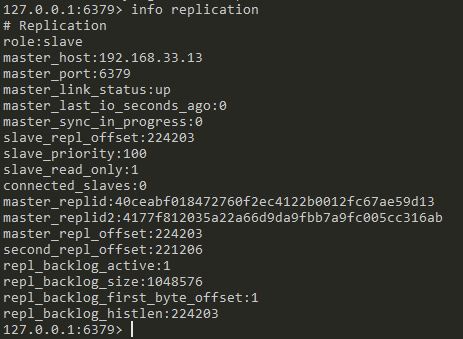 127.0.0.1:6379> info replication
# Replication
role:slave
master_host:192.168.33.13
master_port:6379
master_link_status:up
master_last_io_seconds_ago:0
master_sync_in_progress:0
slave_repl_offset:224203
slave_priority:100
slave_read_only:1
connected_slaves:0
master_replid:40ceabf018472760f2ec4122b0012fc67ae59d13
master_replid2:4177f812035a22a66d9da9fbb7a9fc005cc316ab
master_repl_offset:224203
second_repl_offset:221206
repl_backlog_active:1
repl_backlog_size:1048576
repl_backlog_first_byte_offset:1
repl_backlog_histlen:224203
127.0.0.1:6379>